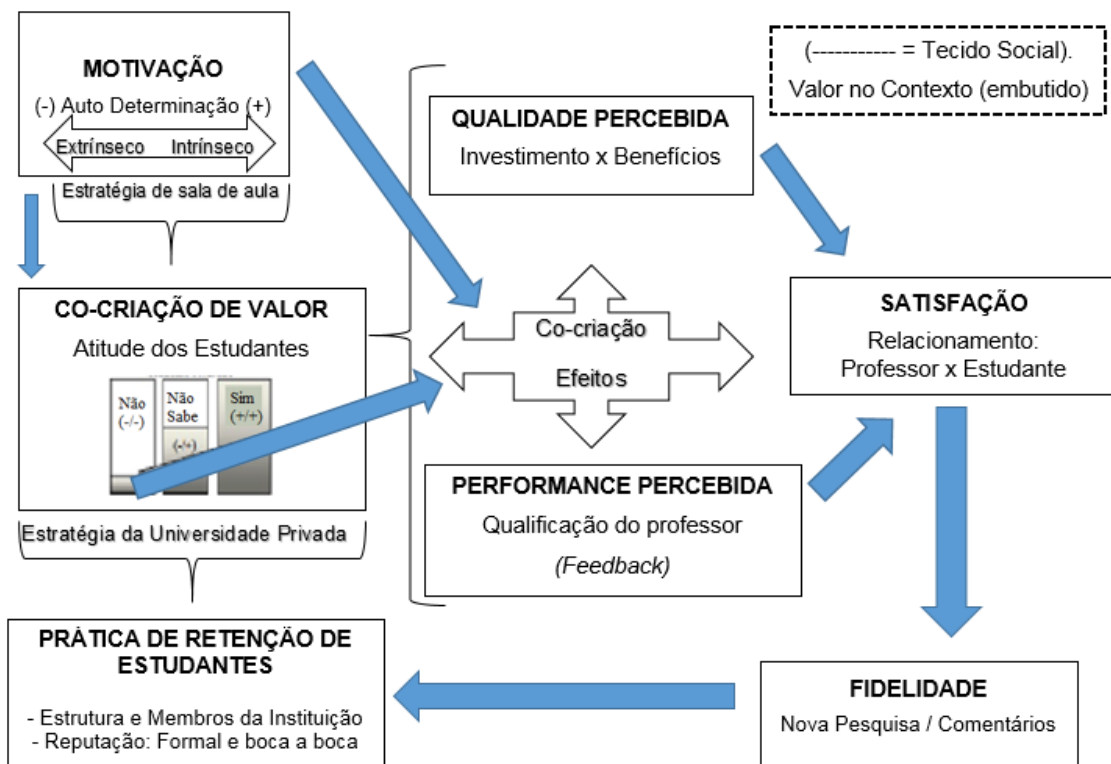 MOTIVAÇÃO
(-) Auto Determinação (+)
Extrínseco Intrínseco
Estratégia de sala de aula
CO-CRIAÇÃO DE VALOR
Atitude dos Estudantes
Não
(-/-)
Não
Sabe
(-/+)
Sim
(+/+)
Estratégia da Universidade Privada
PRÀTICA DE RETENÇÃO DE
ESTUDANTES
- Estrutura e Membros da Instituição
- Reputação: Formal e boca a boca
QUALIDADE PERCEBIDA
Investimento x Benefícios
Co-criação
Efeitos
PERFORMANCE PERCEBIDA
Qualificação do professor
(Feedback)
(----------- = Tecido Social).
Valor no Contexto (embutido)
SATISFAÇÃO
Relacionamento:
Professor x Estudante
FIDELIDADE
Nova Pesquisa / Comentários